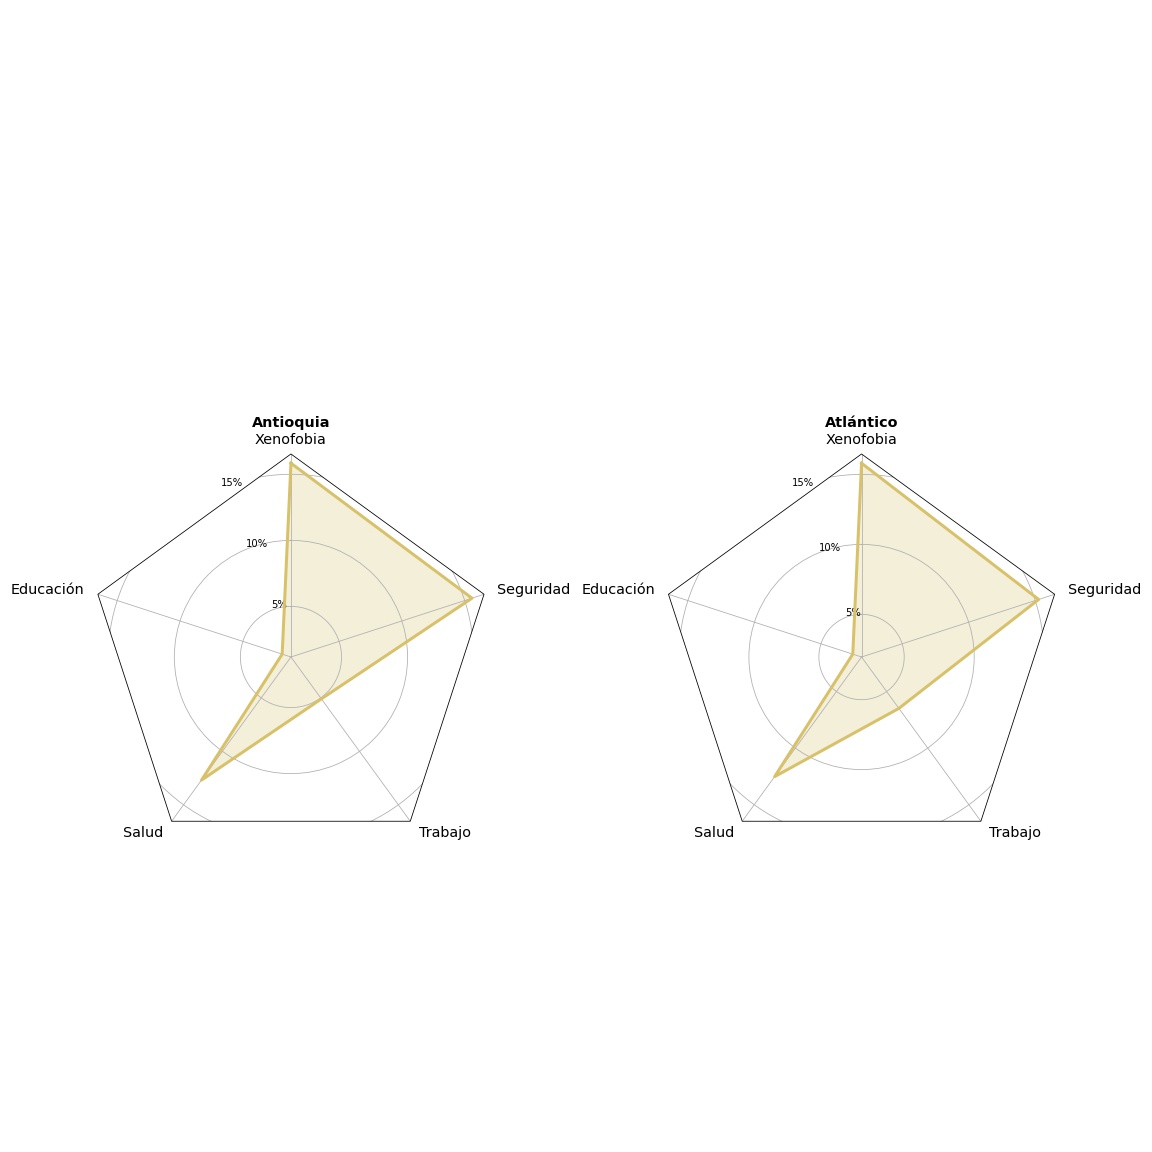 Antioquia
Xenofobia
15%
10%
5%
Educación
Seguridad
Salud
Trabajo
Atlántico
Xenofobia
15%
10%
5%
Educación
Seguridad
Salud
Trabajo